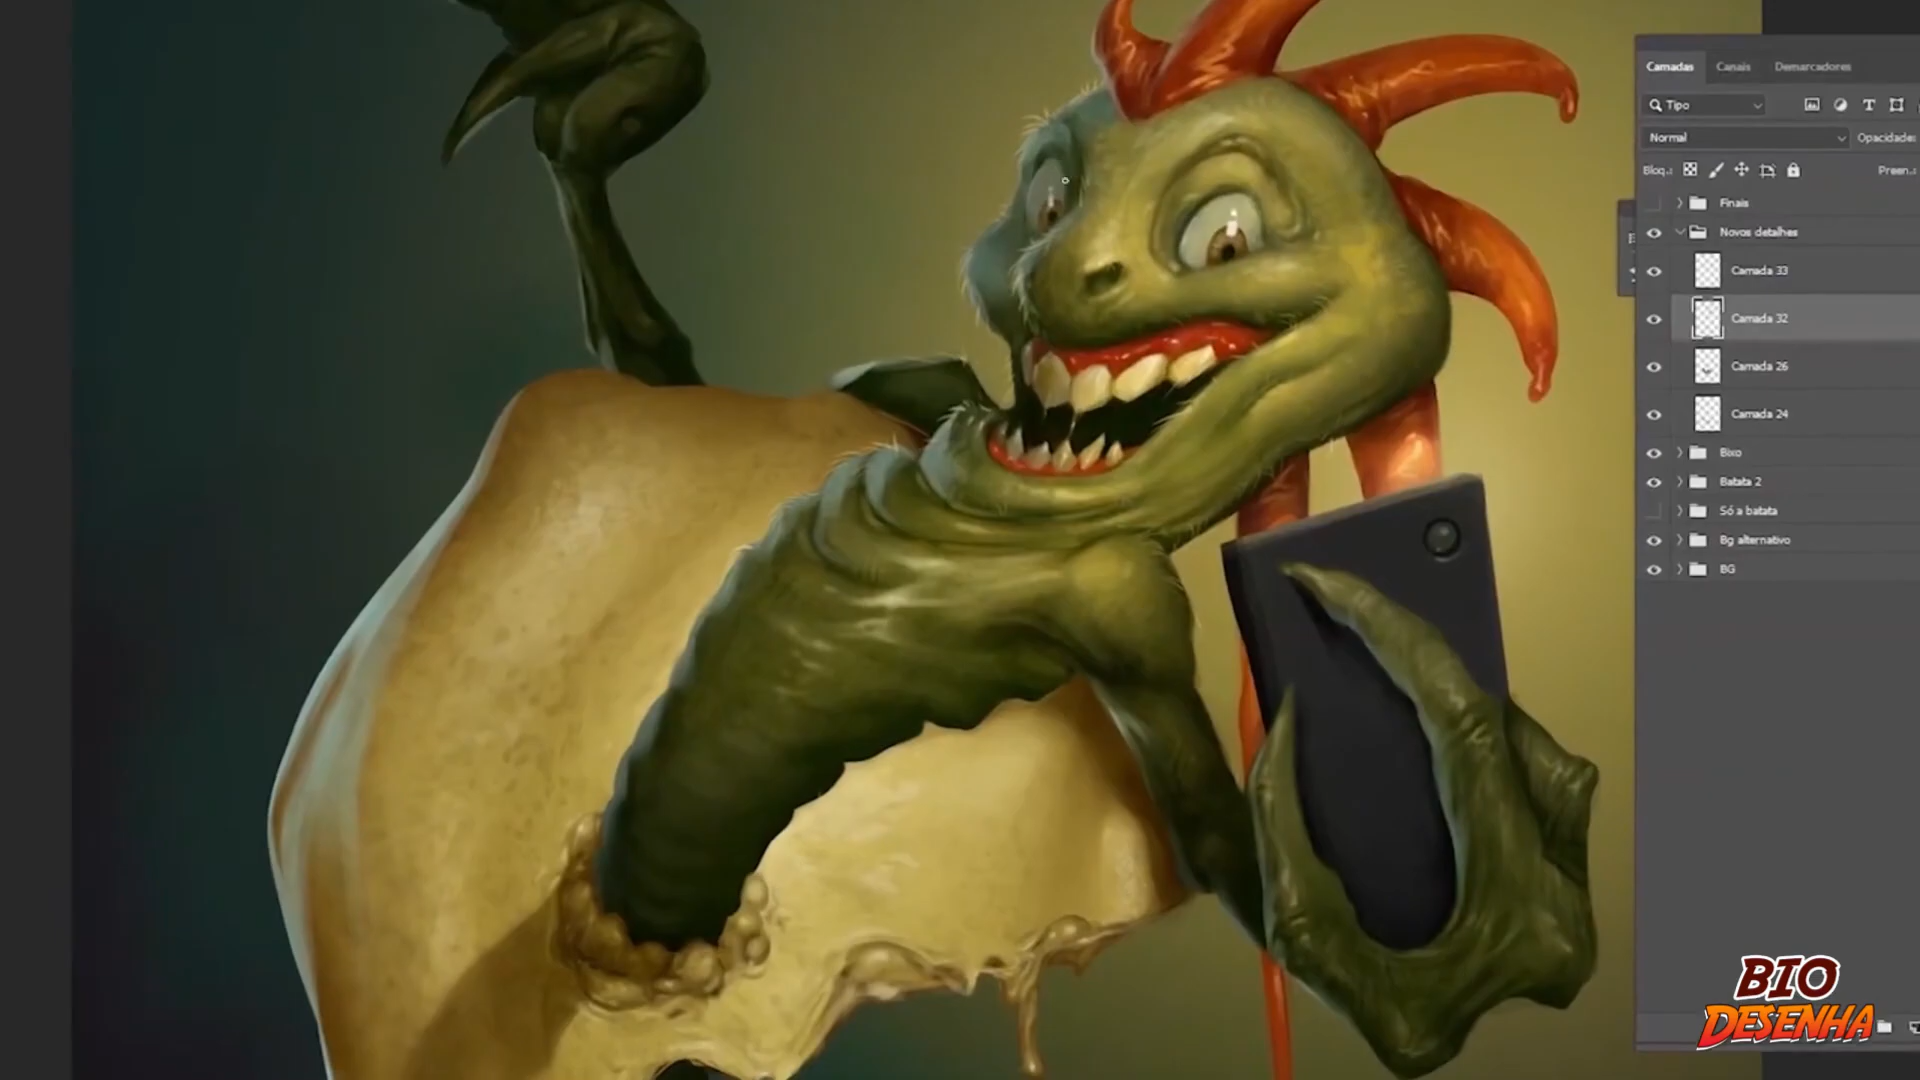 Camadas Canais Demarcadores
Tipo
Normal Opacidade:
Bloq.: Preen.:
Finais
Novos detalhes
Camada 33
Camada 32
Camada 26
Camada 24
Bixo
Batata 2
Só a batata
Bg alternativo
BG
BIO
DESENHA